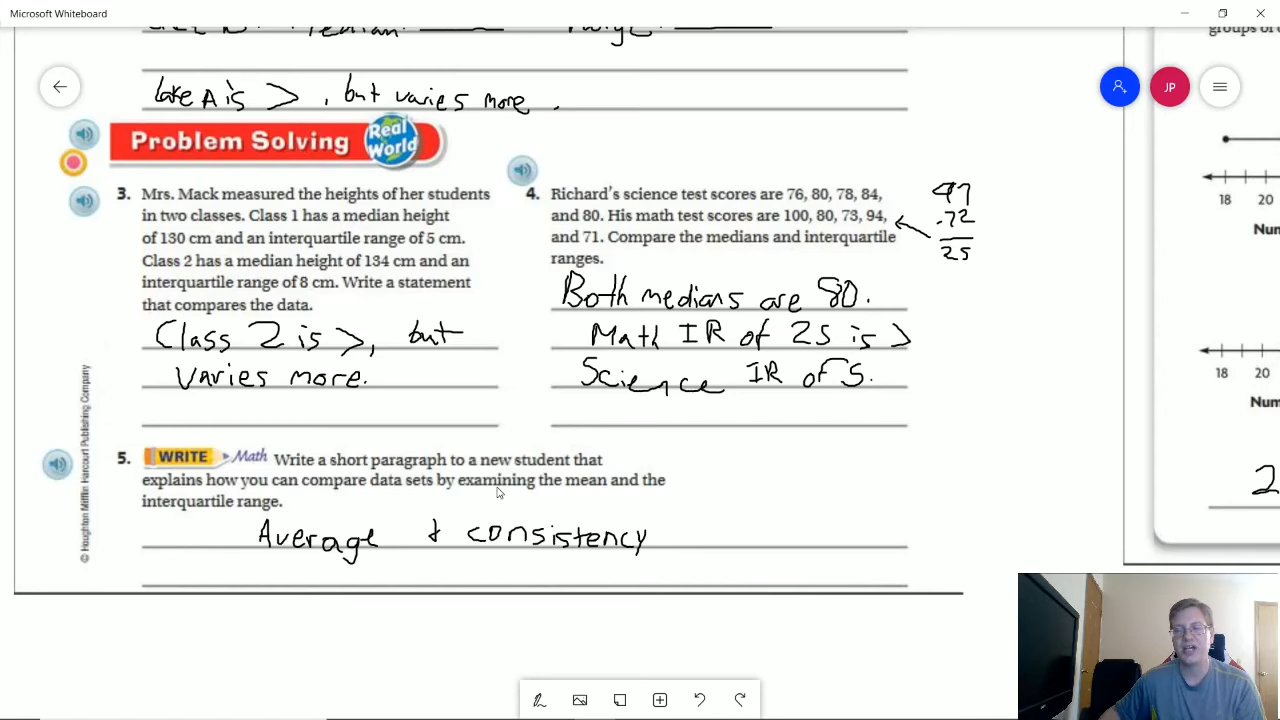 Microsoft Whiteboard
groups of
Lake A is > , but varies more .
JP
Problem Solving Real World
3. Mrs. Mack measured the heights of her students
in two classes. Class 1 has a median height
of 130 cm and an interquartile range of 5 cm.
Class 2 has a median height of 134 cm and an
interquartile range of 8 cm. Write a statement
that compares the data.
Class 2 is >, but
varies more.
4. Richard's science test scores are 76, 80, 78, 84,
and 80. His math test scores are 100, 80, 73, 94,
and 71. Compare the medians and interquartile
ranges.
97
-72
25
Both medians are 80.
Math IR of 25 is >
Science IR of 5.
18 20
Num
18 20
Num
2
5. WRITE Math Write a short paragraph to a new student that
explains how you can compare data sets by examining the mean and the
interquartile range.
Average & consistency
© Houghton Mifflin Harcourt Publishing Company